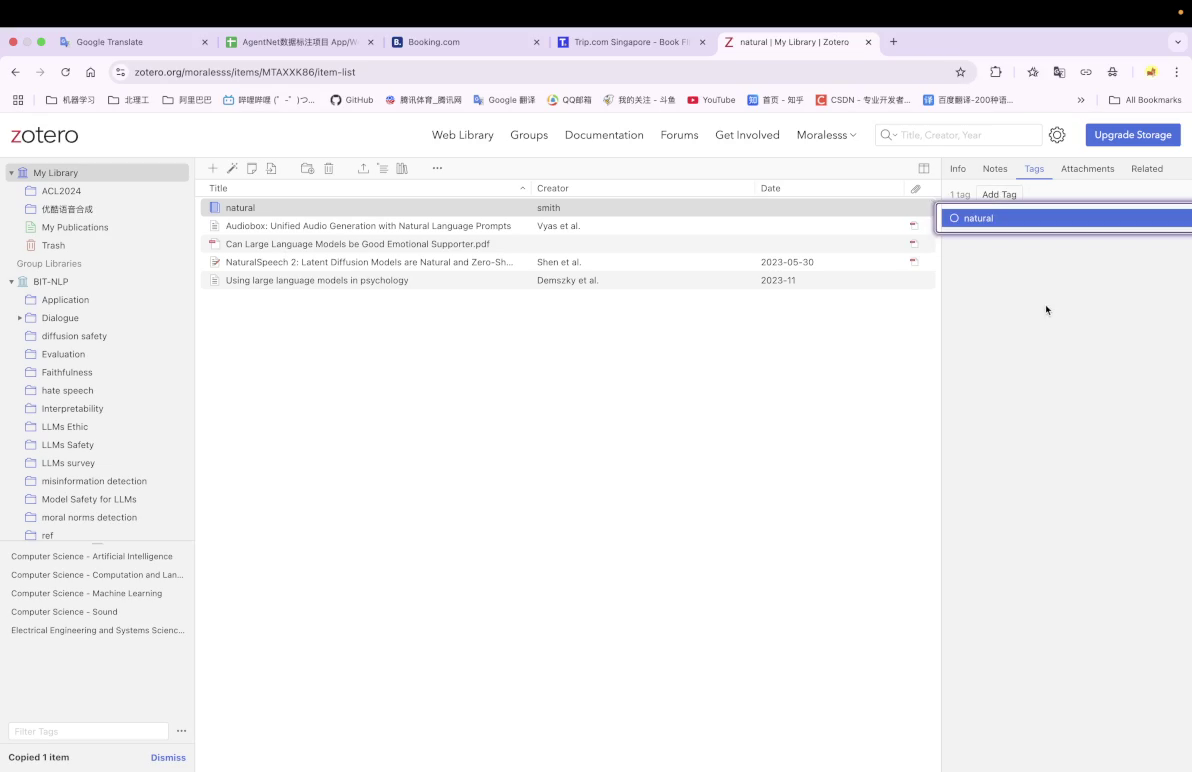 Google Translate
AgentNet数据标注项目 App/W
Booking.com
Trip.com Singapore - Book Fl
natural | My Library | Zotero
zotero.org/moralesss/items/MTAXXK86/item-list
机器学习
北理工
阿里巴巴
哔哩哔哩 (゜-゜)つ...
GitHub
腾讯体育_腾讯网
Google 翻译
QQ邮箱
我的关注 - 斗鱼
YouTube
首页 - 知乎
CSDN - 专业开发者...
百度翻译-200种语...
All Bookmarks
zotero
Web Library
Groups
Documentation
Forums
Get Involved
Moralesss
Title, Creator, Year
Upgrade Storage
My Library
ACL2024
优酷语音合成
My Publications
Trash
Group Libraries
BIT-NLP
Application
Dialogue
diffusion safety
Evaluation
Faithfulness
hate speech
Interpretability
LLMs Ethic
LLMs Safety
LLMs survey
misinformation detection
Model Safety for LLMs
moral norms detection
ref
Computer Science - Artificial Intelligence
Computer Science - Computation and Lan...
Computer Science - Machine Learning
Computer Science - Sound
Electrical Engineering and Systems Scienc...
Filter Tags
Copied 1 item
Dismiss
Title
Creator
Date
natural
smith
Audiobox: Unified Audio Generation with Natural Language Prompts
Vyas et al.
Can Large Language Models be Good Emotional Supporter.pdf
NaturalSpeech 2: Latent Diffusion Models are Natural and Zero-Sh...
Shen et al.
2023-05-30
Using large language models in psychology
Demszky et al.
2023-11
Info
Notes
Tags
Attachments
Related
1 tag
Add Tag
natural